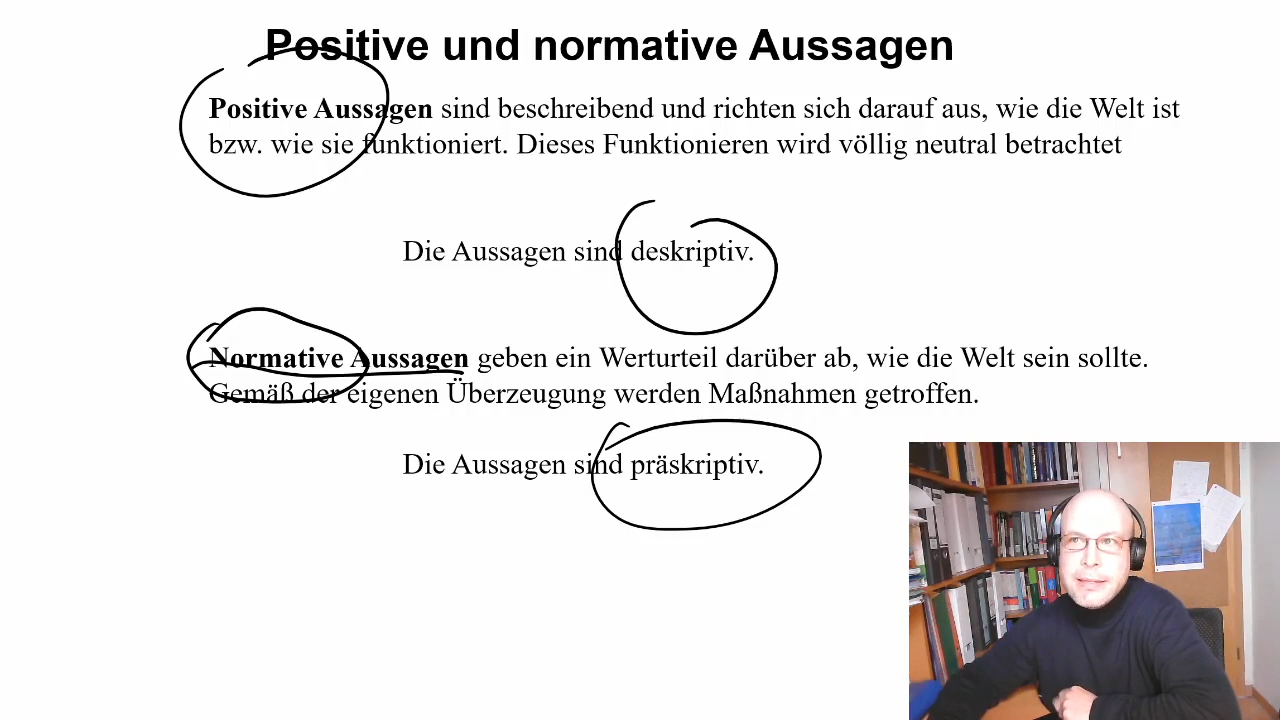 Positive und normative Aussagen
Positive Aussagen sind beschreibend und richten sich darauf aus, wie die Welt ist
bzw. wie sie funktioniert. Dieses Funktionieren wird völlig neutral betrachtet
Die Aussagen sind deskriptiv.
Normative Aussagen geben ein Werturteil darüber ab, wie die Welt sein sollte.
Gemäß der eigenen Überzeugung werden Maßnahmen getroffen.
Die Aussagen sind präskriptiv.